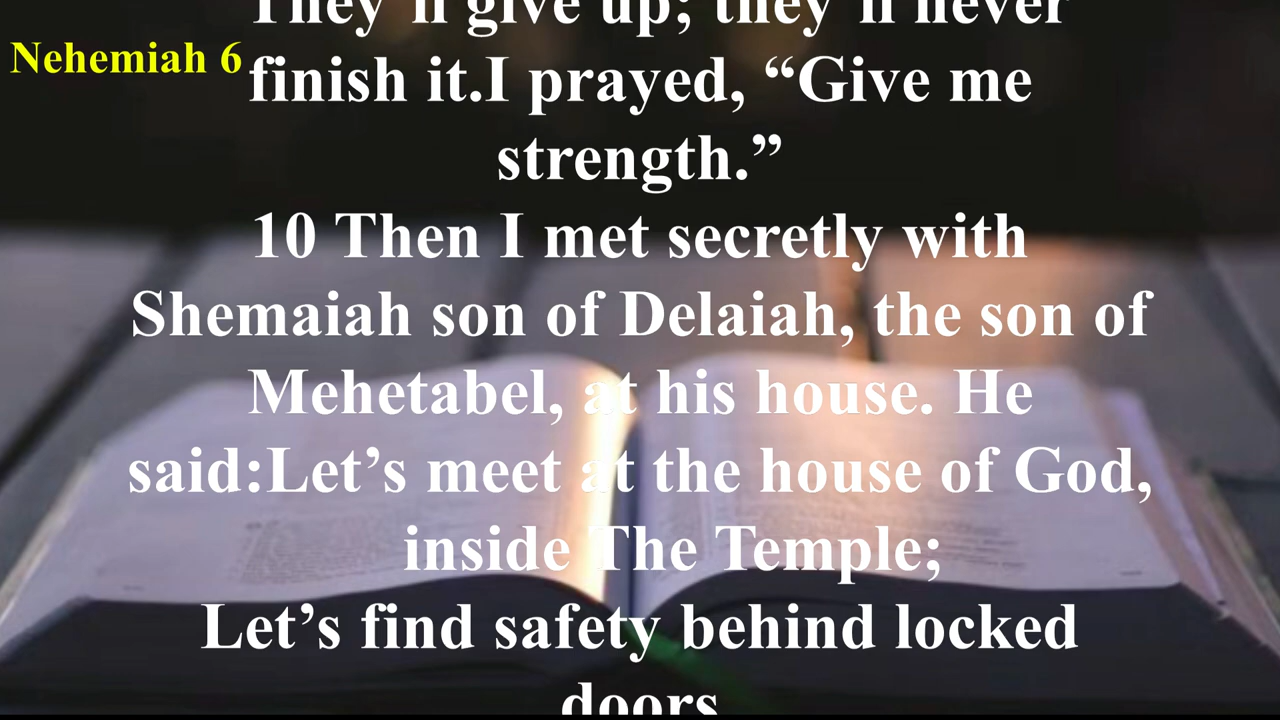 They’ll give up; they’ll never
Nehemiah 6
finish it.I prayed, “Give me
strength.”
10 Then I met secretly with
Shemaiah son of Delaiah, the son of
Mehetabel, at his house. He
said:Let’s meet at the house of God,
inside The Temple;
Let’s find safety behind locked
doors